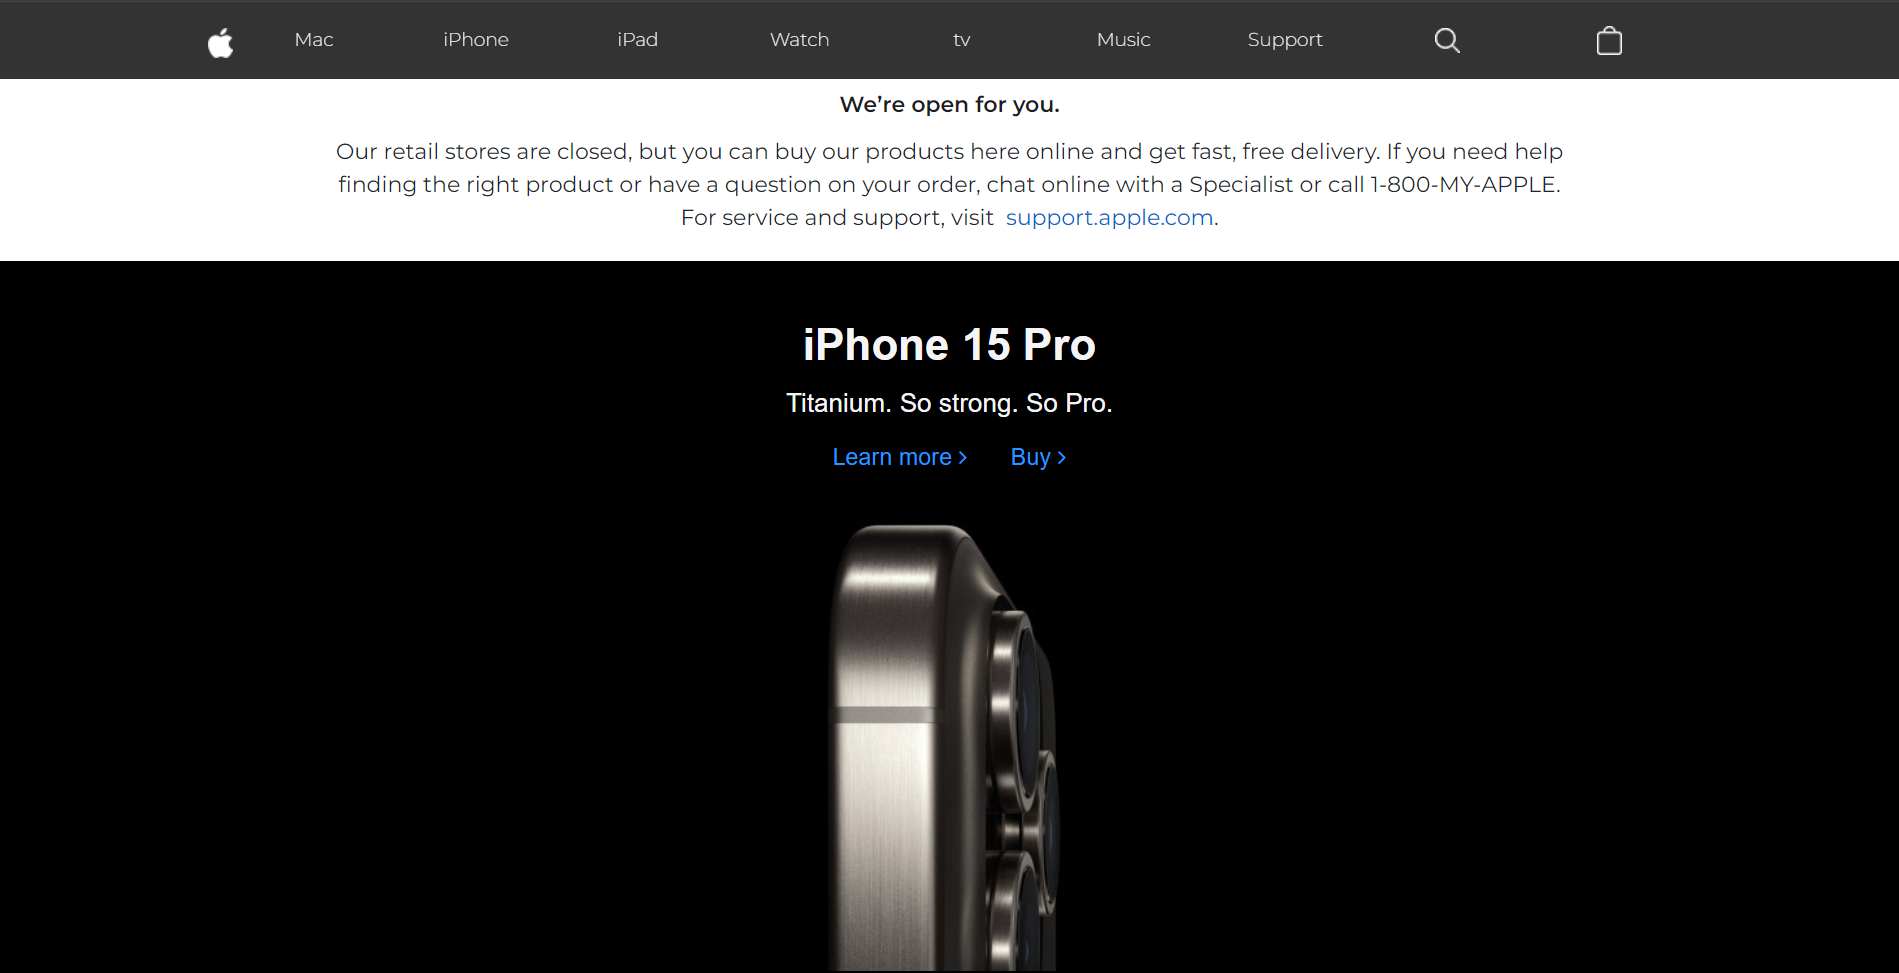 Mac iPhone iPad Watch tv Music Support
We’re open for you.
Our retail stores are closed, but you can buy our products here online and get fast, free delivery. If you need help
finding the right product or have a question on your order, chat online with a Specialist or call 1-800-MY-APPLE.
For service and support, visit support.apple.com.
iPhone 15 Pro
Titanium. So strong. So Pro.
Learn more > Buy >